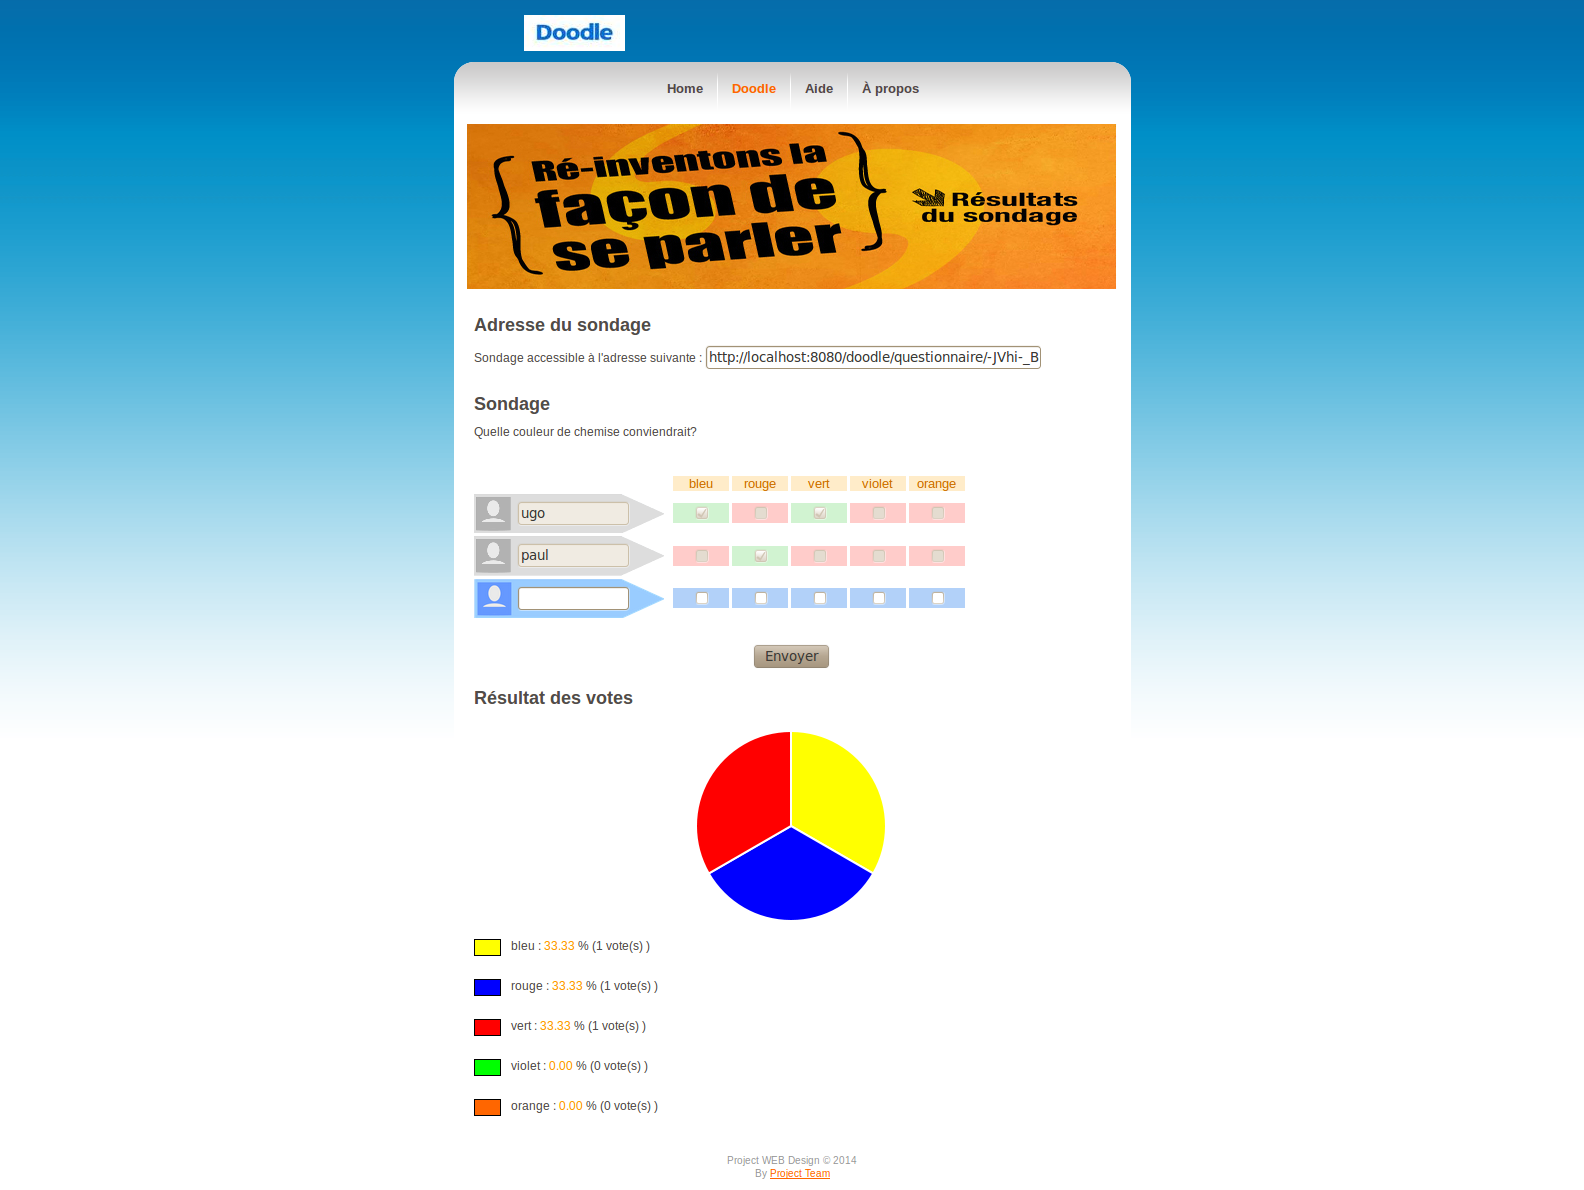 Doodle
Home Doodle Aide À propos
Ré-inventons la
façon de
se parler
Résultats
du sondage
Adresse du sondage
Sondage accessible à l'adresse suivante : http://localhost:8080/doodle/questionnaire/-JVhi-_B
Sondage
Quelle couleur de chemise conviendrait?
bleu rouge vert violet orange
ugo
paul
Envoyer
Résultat des votes
bleu : 33.33 % (1 vote(s) )
rouge : 33.33 % (1 vote(s) )
vert : 33.33 % (1 vote(s) )
violet : 0.00 % (0 vote(s) )
orange : 0.00 % (0 vote(s) )
Project WEB Design © 2014
By Project Team